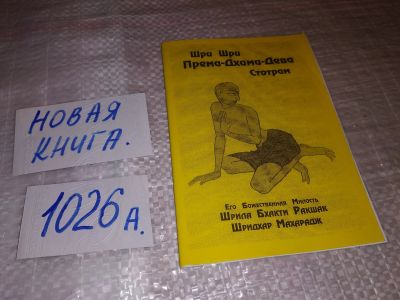 НОВАЯ
КНИГА.
1026 А.
Шри Шри
Према-Дхама-Дева
Стотрам
Его Божественная Милость
Шрила Бхакти Ракшак
Шридхар Махарадж